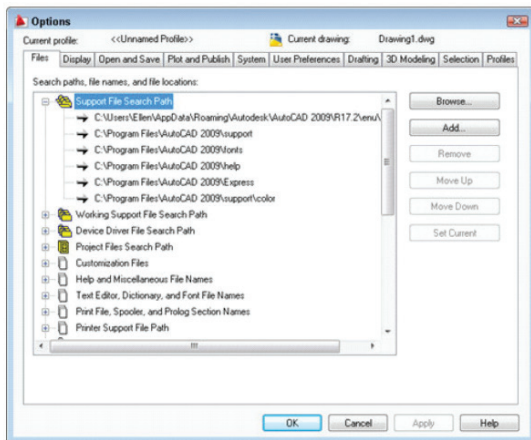 Options
Current profile: <<Unnamed Profile>> Current drawing: Drawing1.dwg
Files Display Open and Save Plot and Publish System User Preferences Drafting 3D Modeling Selection Profiles
Search paths, file names, and file locations:
Support File Search Path
C:\Users\Ellen\AppData\Roaming\Autodesk\AutoCAD 2009\R17.2\enu\
C:\Program Files\AutoCAD 2009\support
C:\Program Files\AutoCAD 2009\fonts
C:\Program Files\AutoCAD 2009\help
C:\Program Files\AutoCAD 2009\Express
C:\Program Files\AutoCAD 2009\support\color
Working Support File Search Path
Device Driver File Search Path
Project Files Search Path
Customization Files
Help and Miscellaneous File Names
Text Editor, Dictionary, and Font File Names
Print File, Spooler, and Prolog Section Names
Printer Support File Path
Browse...
Add...
Remove
Move Up
Move Down
Set Current
OK Cancel Apply Help